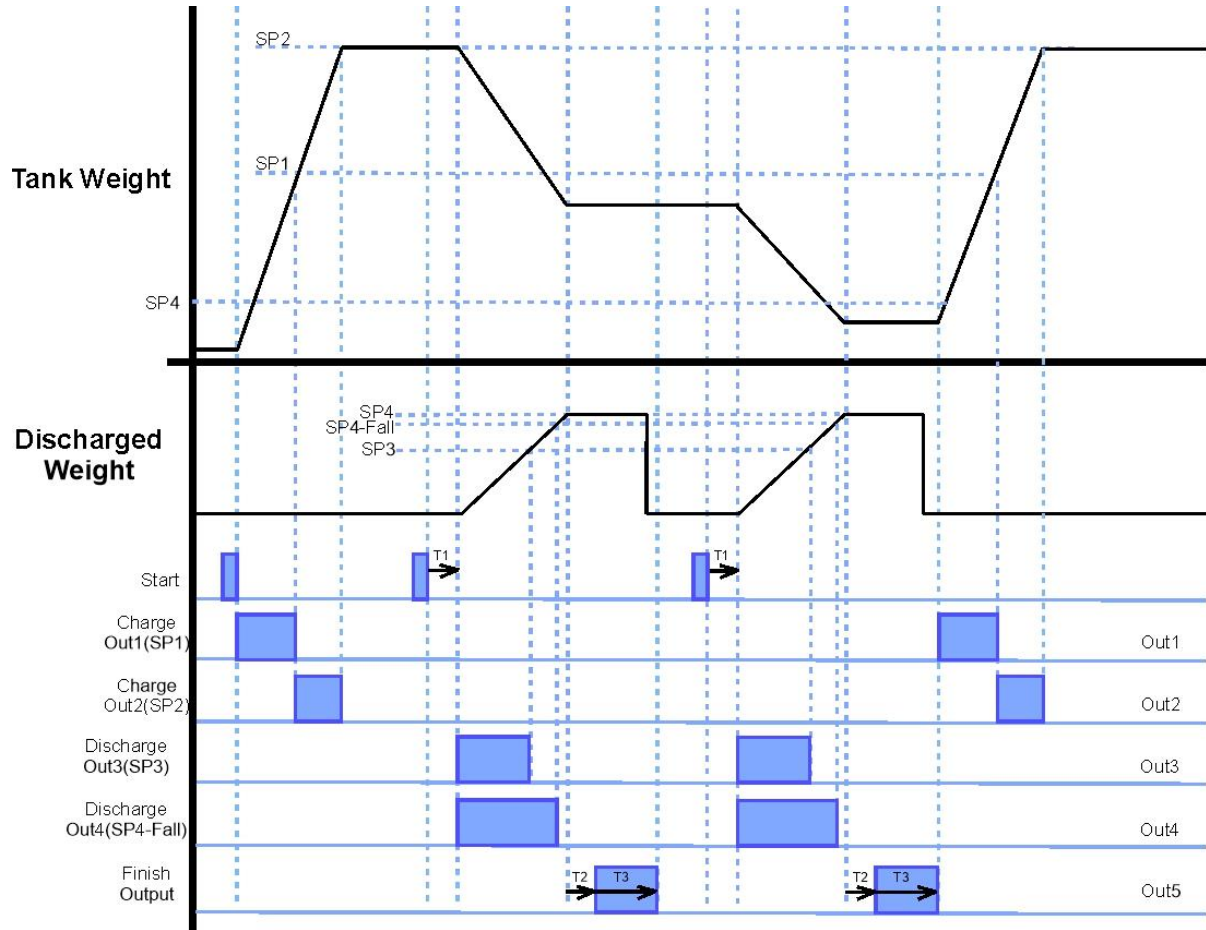 SP2
SP1
Tank Weight
SP4
SP4
SP4-Fall
SP3
Discharged
Weight
T1
T1
Start
Charge
Out1(SP1)
Out1
Charge
Out2(SP2)
Out2
Discharge
Out3(SP3)
Out3
Discharge
Out4(SP4-Fall)
Out4
Finish
Output
T2
T3
T2
T3
Out5